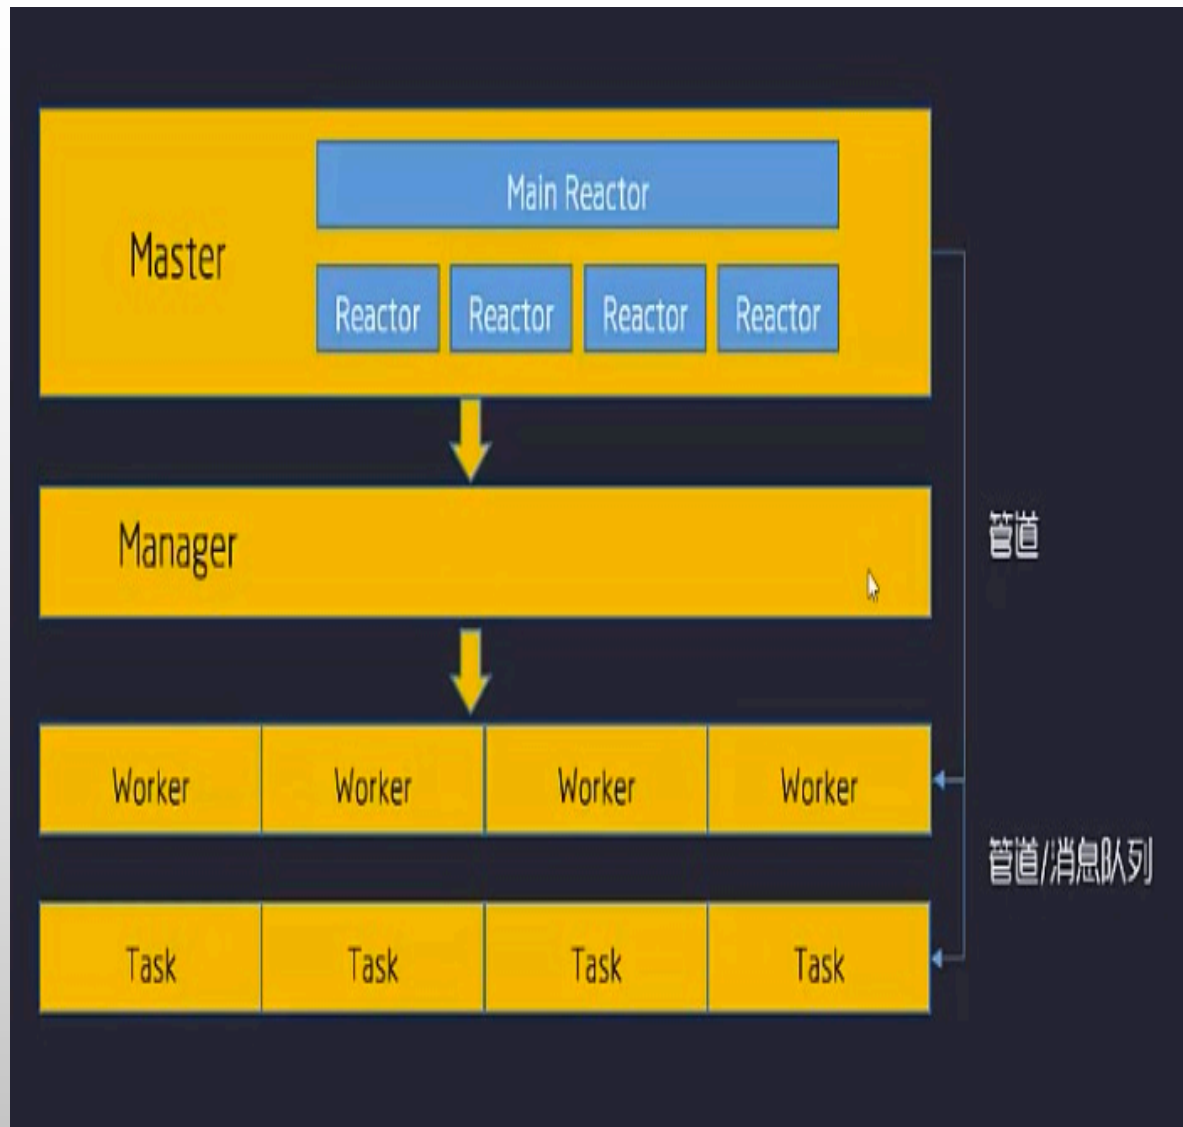 Main Reactor
Master
Reactor Reactor Reactor Reactor
Manager
管道
Worker Worker Worker Worker
管道/消息队列
Task Task Task Task